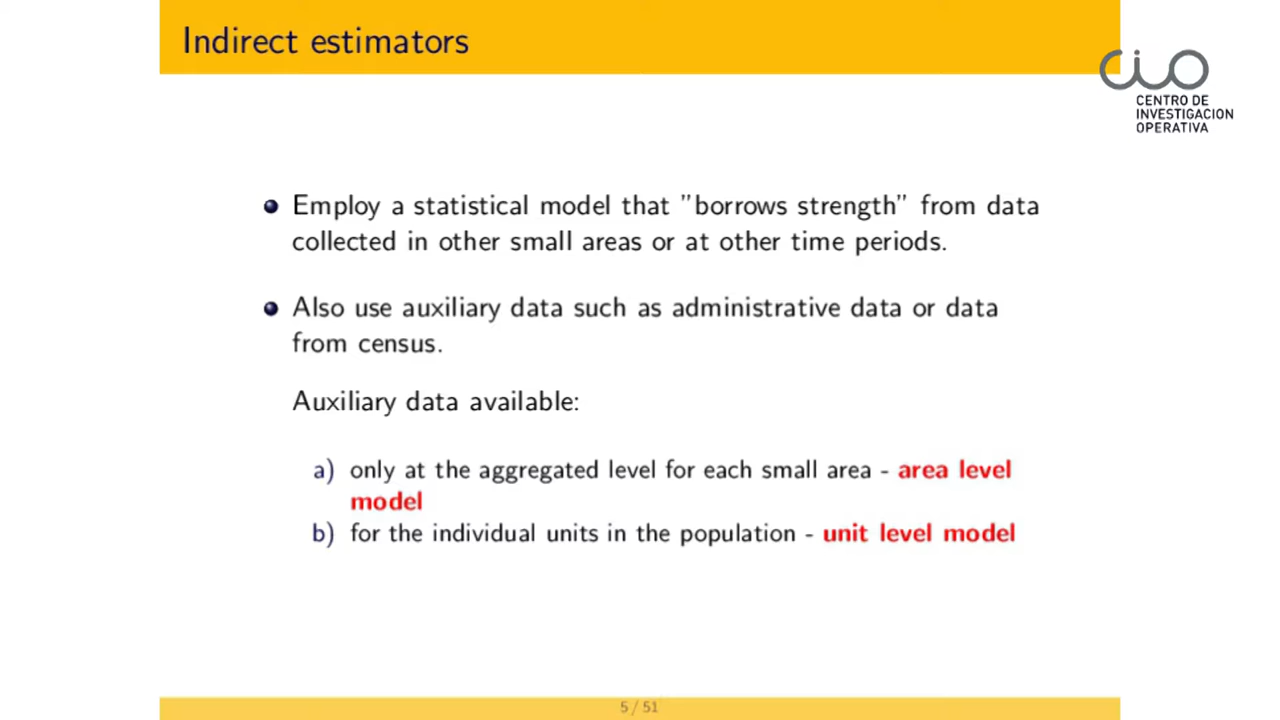 Indirect estimators
CIO
CENTRO DE
INVESTIGACION
OPERATIVA
Employ a statistical model that "borrows strength" from data
collected in other small areas or at other time periods.
Also use auxiliary data such as administrative data or data
from census.
Auxiliary data available:
a) only at the aggregated level for each small area - area level
model
b) for the individual units in the population - unit level model
5 / 51